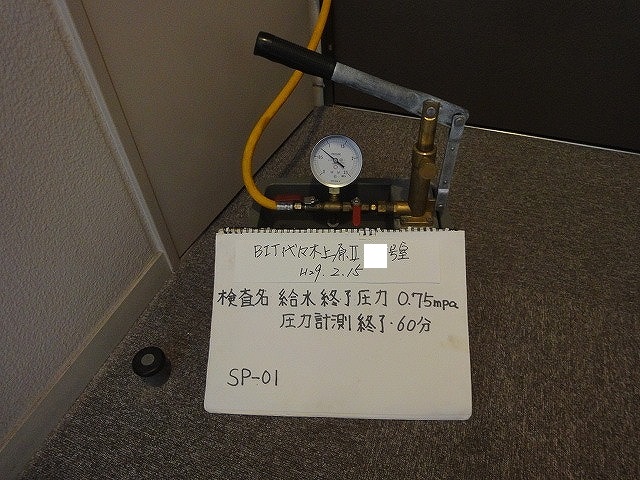 BIT代々木上原II 号室
H29.2.15
検査名 給水 終了圧力 0.75mpa
圧力計測 終了・60分
SP-01